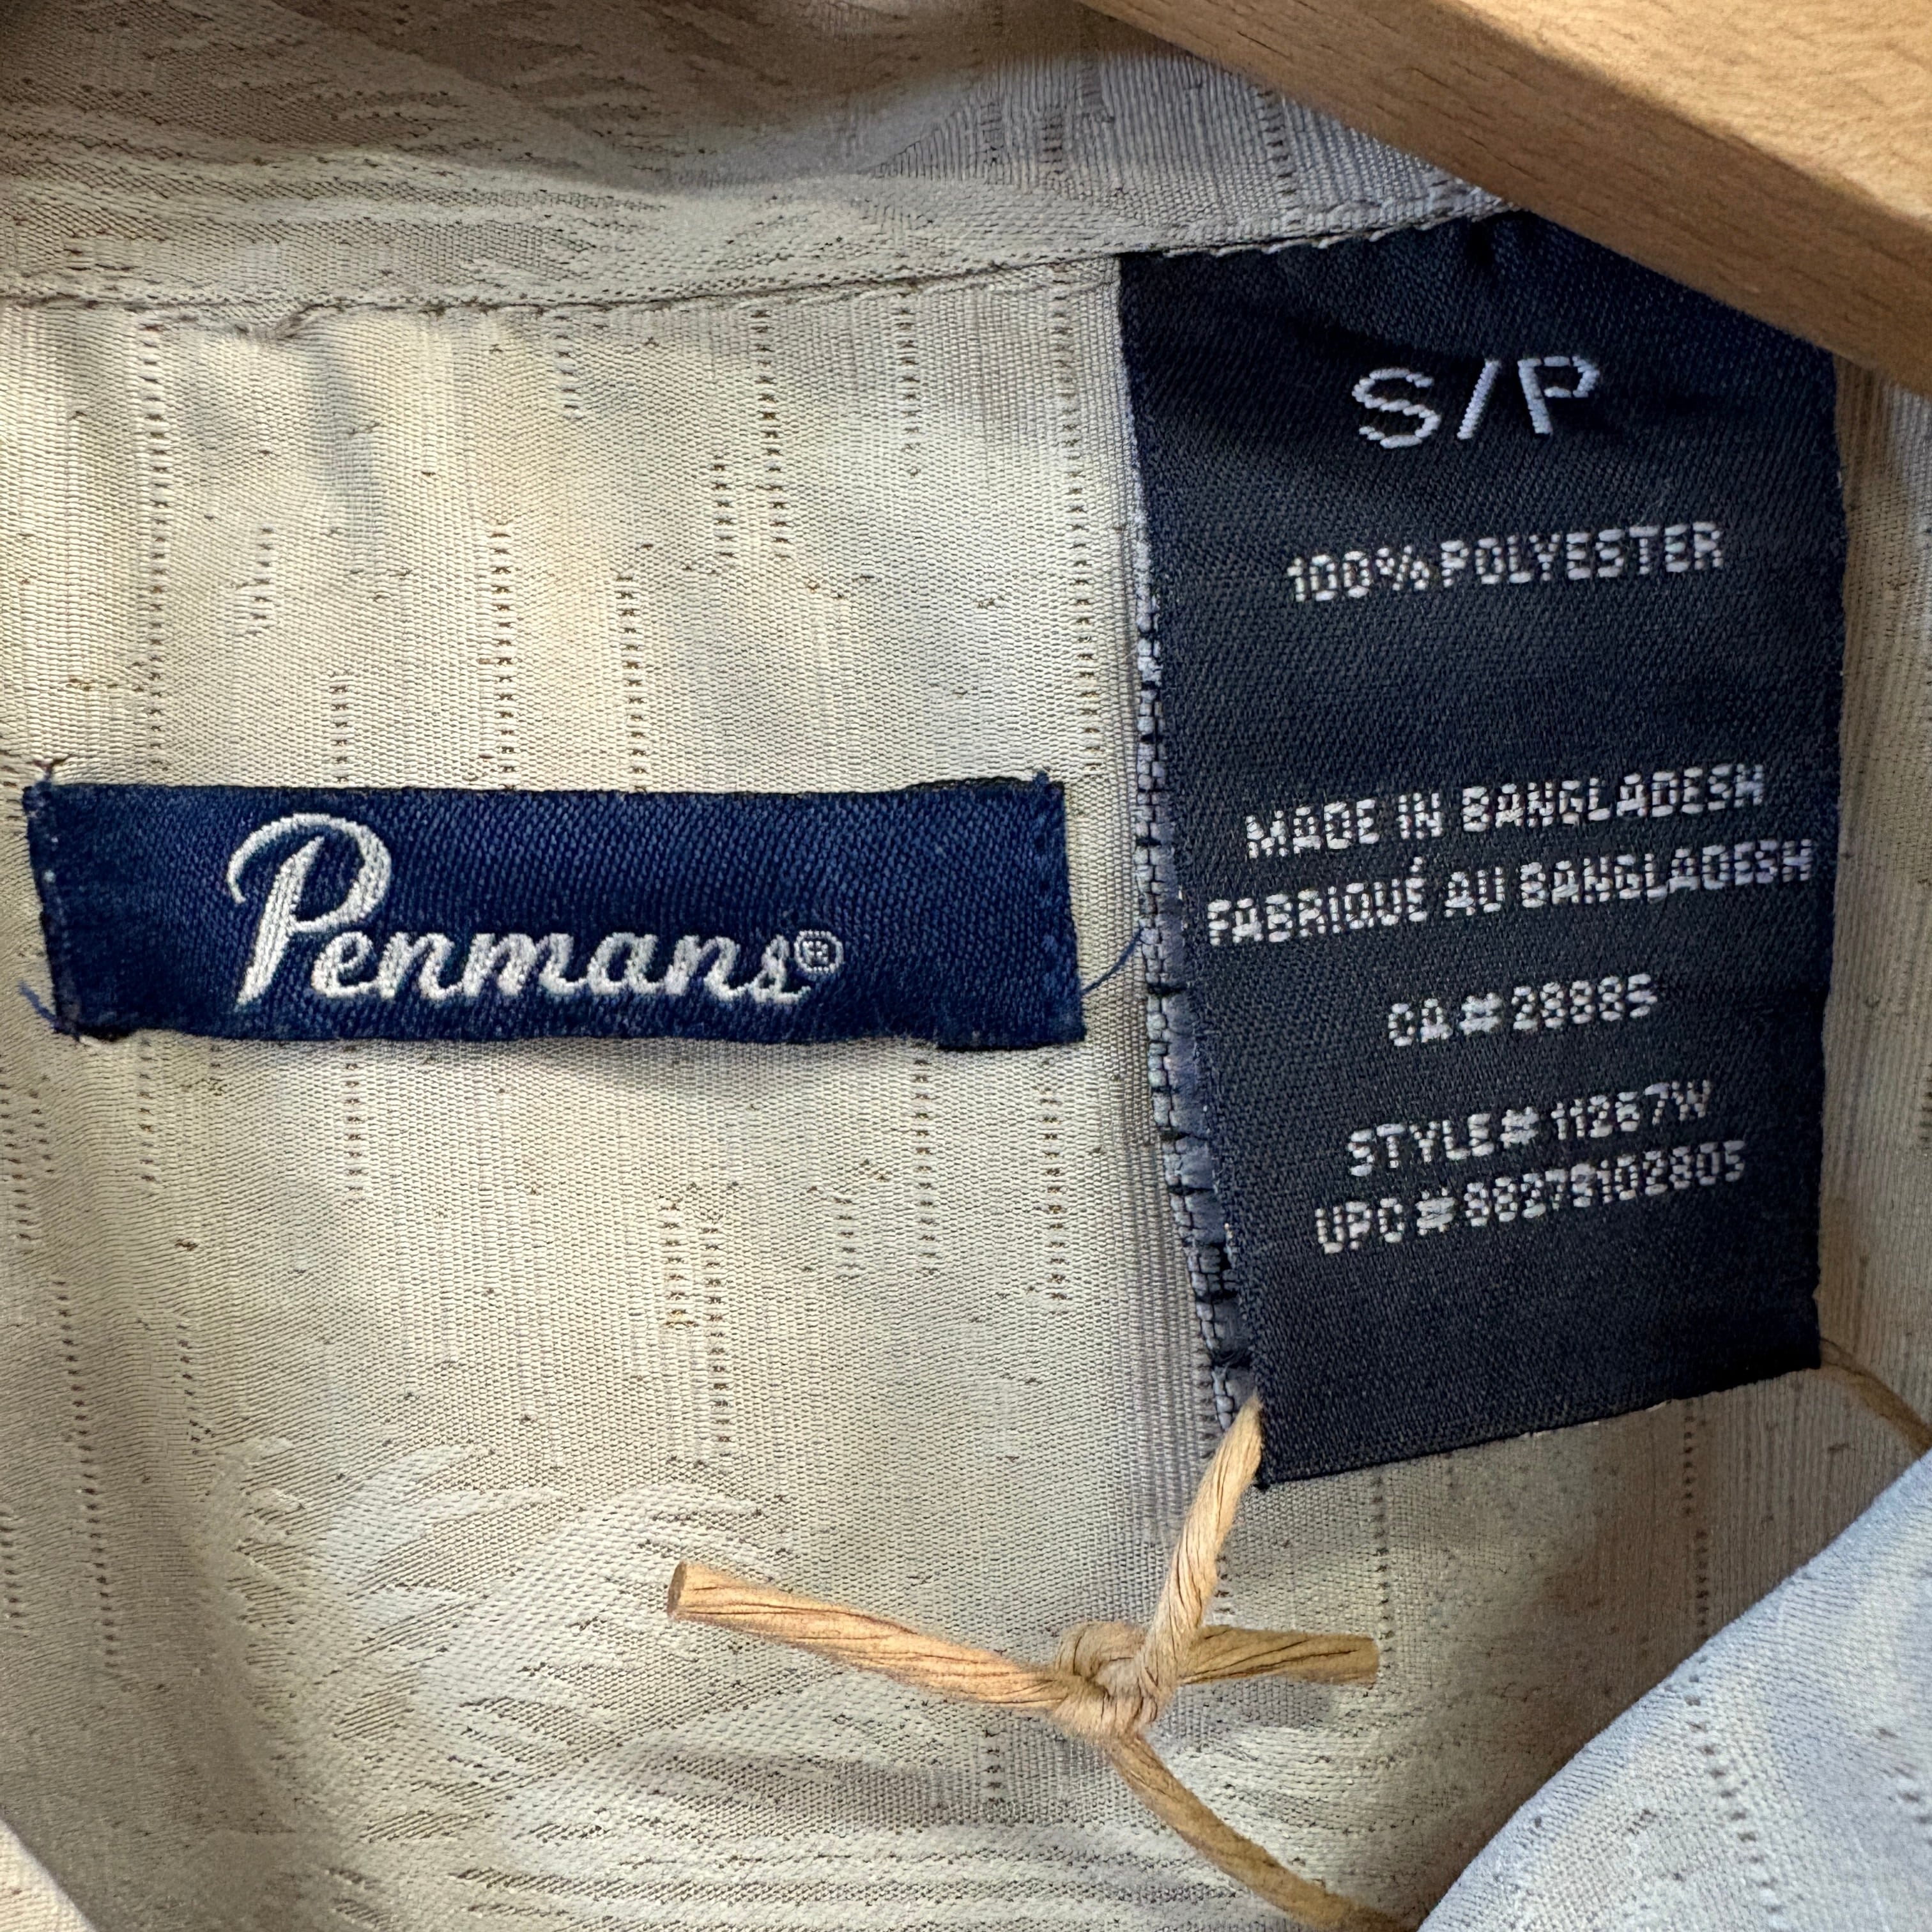 Penmans®
S/P
100% POLYESTER
MADE IN BANGLADESH
FABRIQUÉ AU BANGLADESH
CA # 28885
STYLE # 11267W
UPC # 88279102805